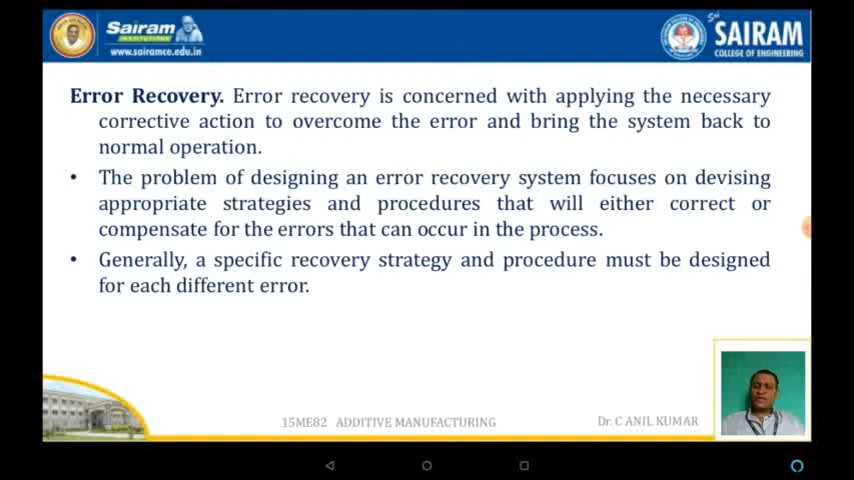 Sairam
INSTITUTIONS
www.sairamce.edu.in
Sri
SAIRAM
COLLEGE OF ENGINEERING
Error Recovery. Error recovery is concerned with applying the necessary
corrective action to overcome the error and bring the system back to
normal operation.
• The problem of designing an error recovery system focuses on devising
appropriate strategies and procedures that will either correct or
compensate for the errors that can occur in the process.
• Generally, a specific recovery strategy and procedure must be designed
for each different error.
15ME82 ADDITIVE MANUFACTURING
Dr. C ANIL KUMAR